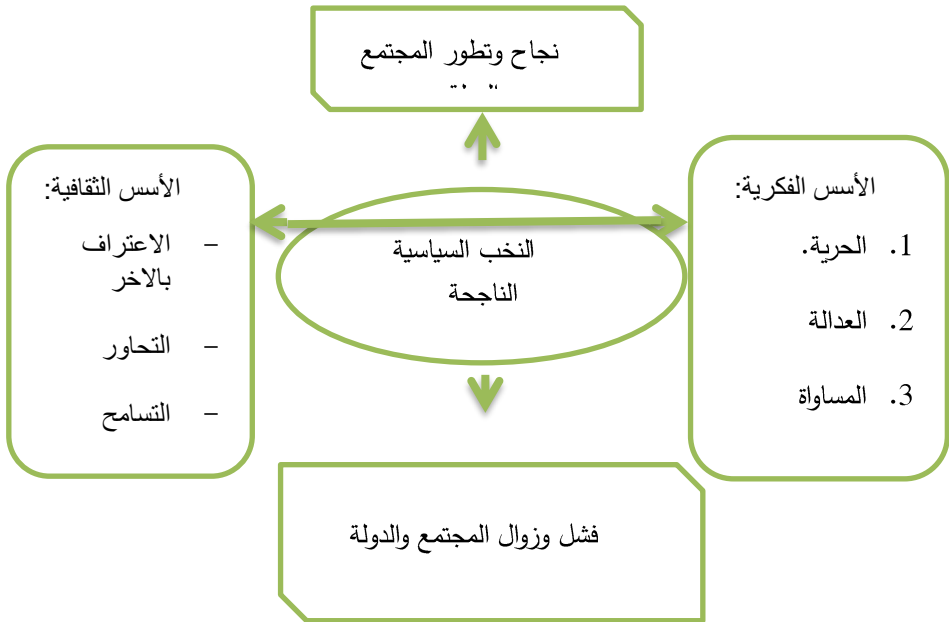 نجاح وتطور المجتمع
الأسس الفكرية:
1. الحرية.
2. العدالة
3. المساواة
النخب السياسية
الناجحة
الأسس الثقافية:
- الاعتراف
بالاخر
- التحاور
- التسامح
فشل وزوال المجتمع والدولة